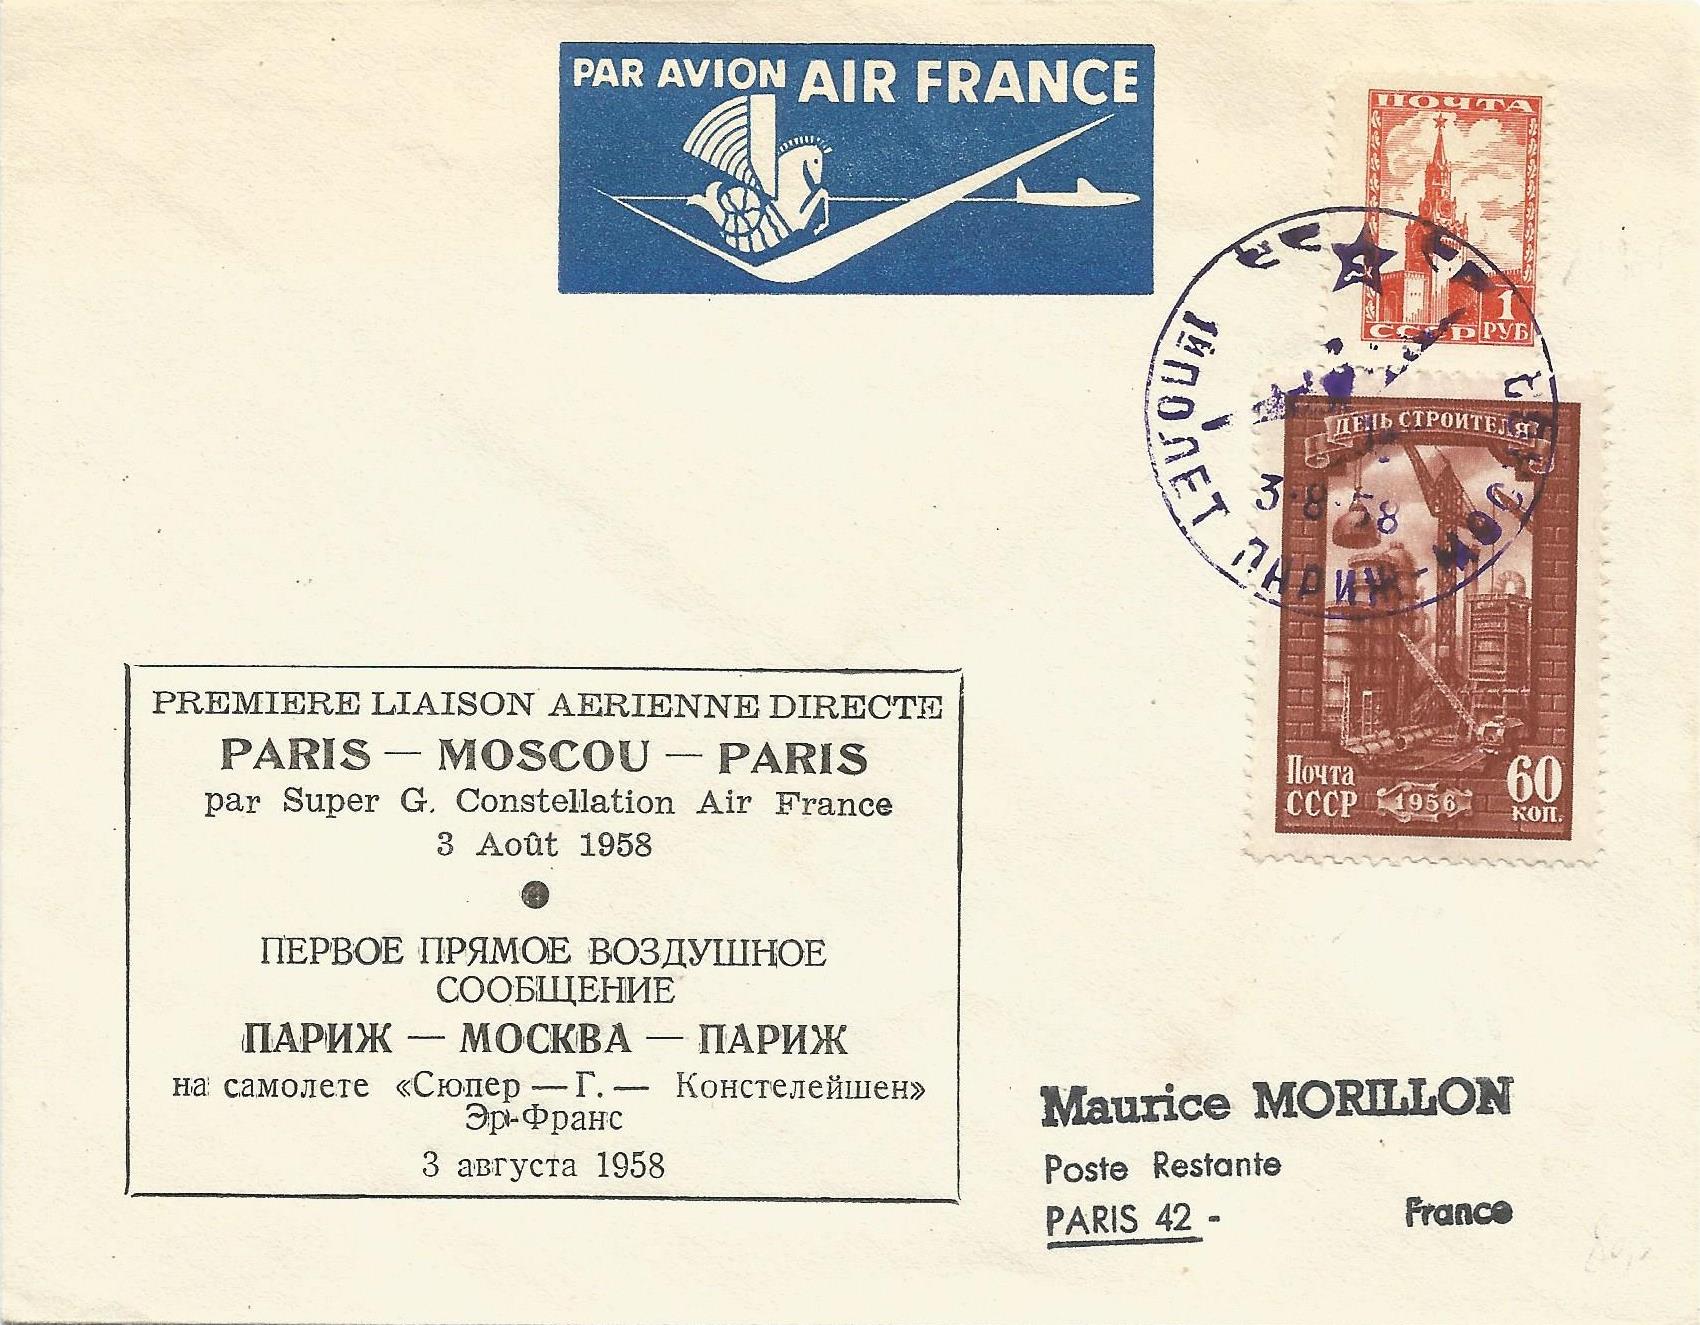 PAR AVION AIR FRANCE
ПОЧТА
СССР
1
РУБ
3·8·58
ДЕНЬ СТРОИТЕЛЯ
Почта
СССР
1956
60
коп.
PREMIERE LIAISON AERIENNE DIRECTE
PARIS — MOSCOU — PARIS
par Super G. Constellation Air France
3 Août 1958
ПЕРВОЕ ПРЯМОЕ ВОЗДУШНОЕ
СООБЩЕНИЕ
ПАРИЖ — МОСКВА — ПАРИЖ
на самолете «Сюпер — Г. — Констелейшен»
Эр-Франс
3 августа 1958
Maurice MORILLON
Poste Restante
PARIS 42 - France